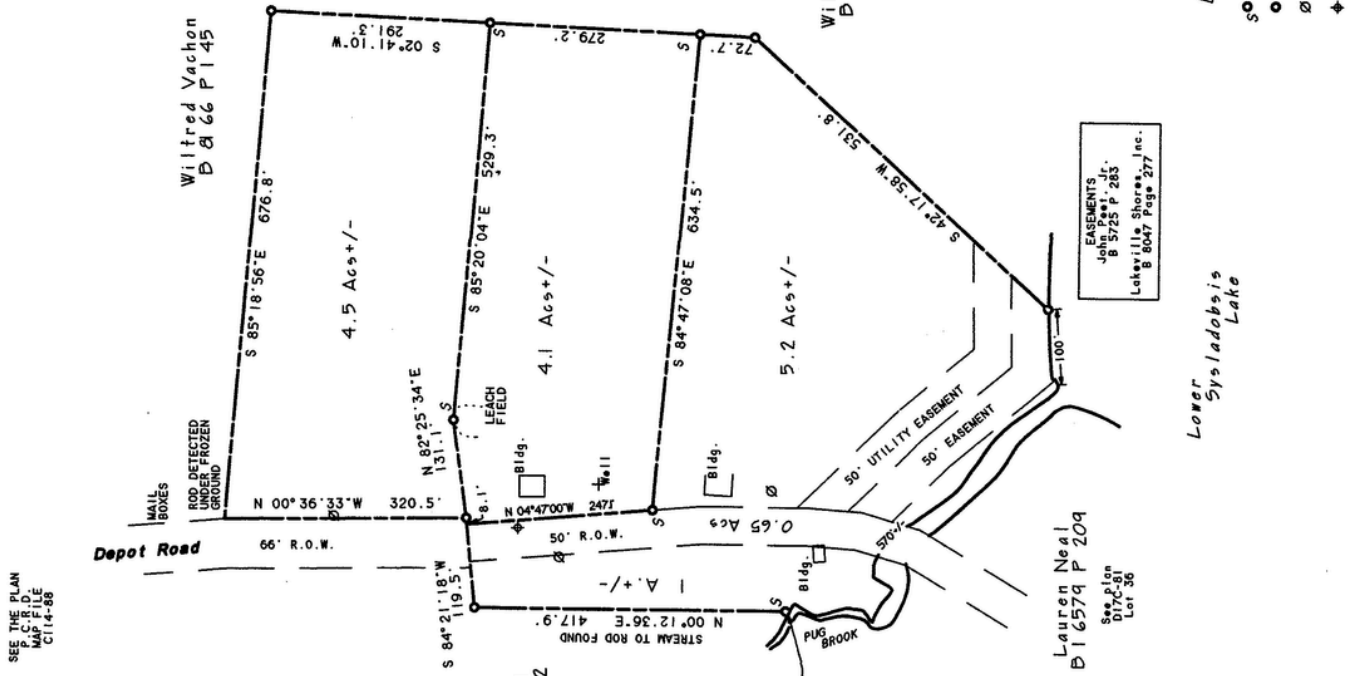 SEE THE PLAN
P.C.R.D.
MAP FILE
C114-88
Depot Road
MAIL
BOXES
ROD DETECTED
UNDER FROZEN
GROUND
66' R.O.W.
N 00°36'33"W 320.5'
S 85°18'56"E 676.8'
Wilfred Vachon
B 8166 P 145
S 02°41'10"W
291.3'
4.5 Acs+/-
N 82°25'34"E
131.1'
S
LEACH
FIELD
S 85°20'04"E 529.3'
S
279.2'
4.1 Acs+/-
8.1'
Bldg.
Well
N 04°47'00"W 247'±
50' R.O.W.
S
S 84°47'08"E 634.5'
S
72.7'
Wi
B
S 84°21'18"W
119.5'
1 A.+/-
N 00°12'36"E 417.9'
STREAM TO ROD FOUND
S
2
Bldg.
0.65 Acs
Bldg.
5.2 Acs+/-
S 42°17'58"W 531.8'
50' UTILITY EASEMENT
50' EASEMENT
570'+/-
100'
PUG
BROOK
EASEMENTS
John Peet, Jr.
B 5725 P 283
Lakeville Shores, Inc.
B 8047 Page 277
Lauren Neal
B 16579 P 209
See plan
D17C-81
Lot 36
Lower
Sysladobsis
Lake
S